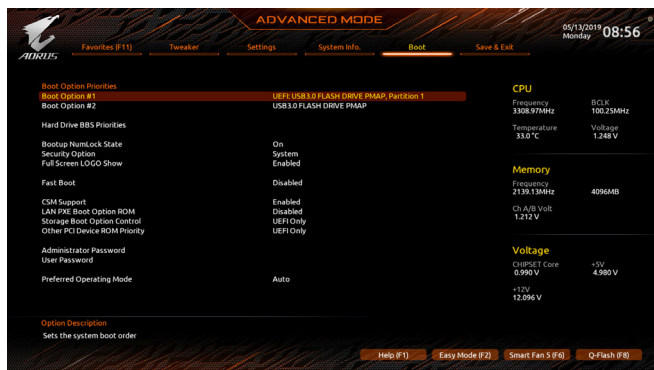 ADVANCED MODE
05/13/2019 Monday 08:56
AORUS
Favorites (F11) Tweaker Settings System Info. Boot Save & Exit
Boot Option Priorities
Boot Option #1 UEFI: USB3.0 FLASH DRIVE PMAP, Partition 1
Boot Option #2 USB3.0 FLASH DRIVE PMAP
Hard Drive BBS Priorities
Bootup NumLock State On
Security Option System
Full Screen LOGO Show Enabled
Fast Boot Disabled
CSM Support Enabled
LAN PXE Boot Option ROM Disabled
Storage Boot Option Control UEFI Only
Other PCI Device ROM Priority UEFI Only
Administrator Password
User Password
Preferred Operating Mode Auto
CPU
Frequency BCLK
3308.97MHz 100.25MHz
Temperature Voltage
33.0 °C 1.248 V
Memory
Frequency
2139.13MHz 4096MB
Ch A/B Volt
1.212 V
Voltage
CHIPSET Core +5V
0.990 V 4.980 V
+12V
12.096 V
Option Description
Sets the system boot order
Help (F1) Easy Mode (F2) Smart Fan 5 (F6) Q-Flash (F8)